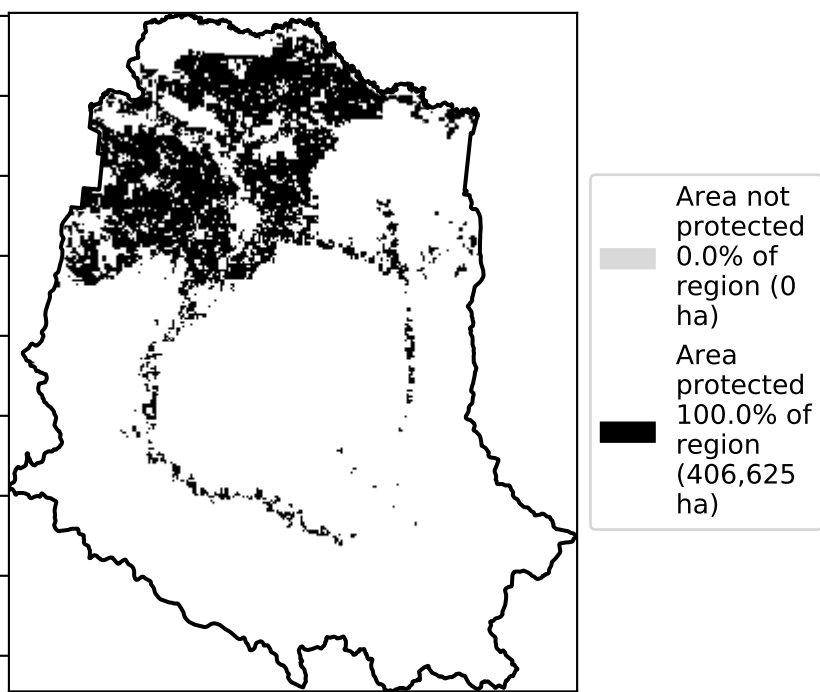 Area not
protected
0.0% of
region (0
ha)
Area
protected
100.0% of
region
(406,625
ha)